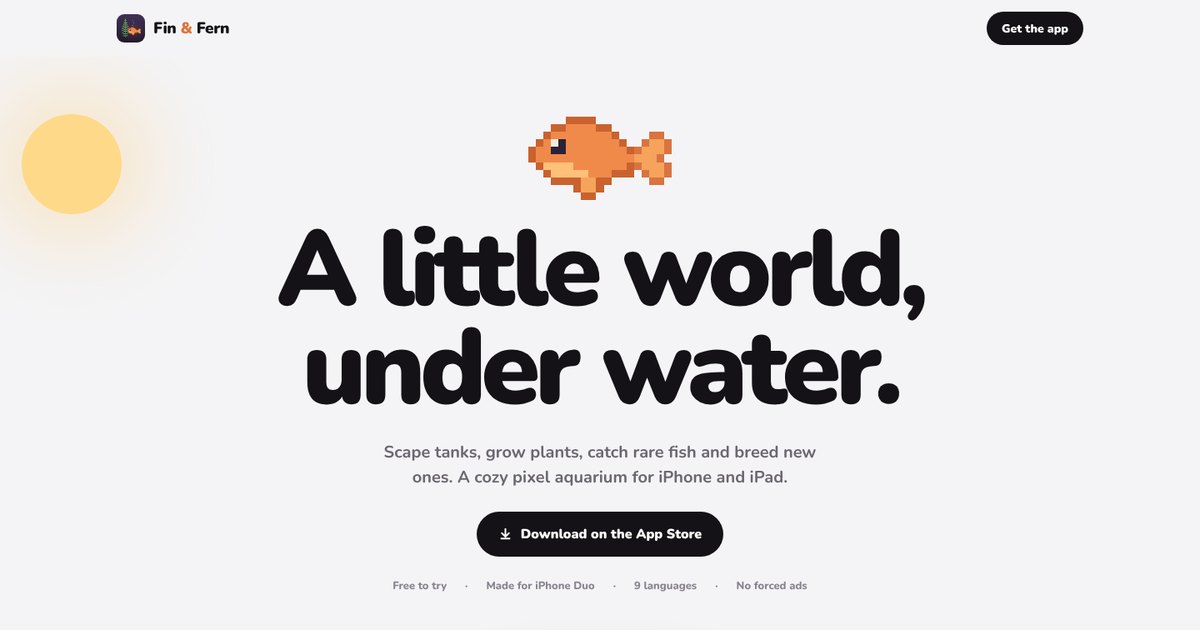 Fin & Fern
Get the app
A little world,
under water.
Scape tanks, grow plants, catch rare fish and breed new
ones. A cozy pixel aquarium for iPhone and iPad.
Download on the App Store
Free to try · Made for iPhone Duo · 9 languages · No forced ads